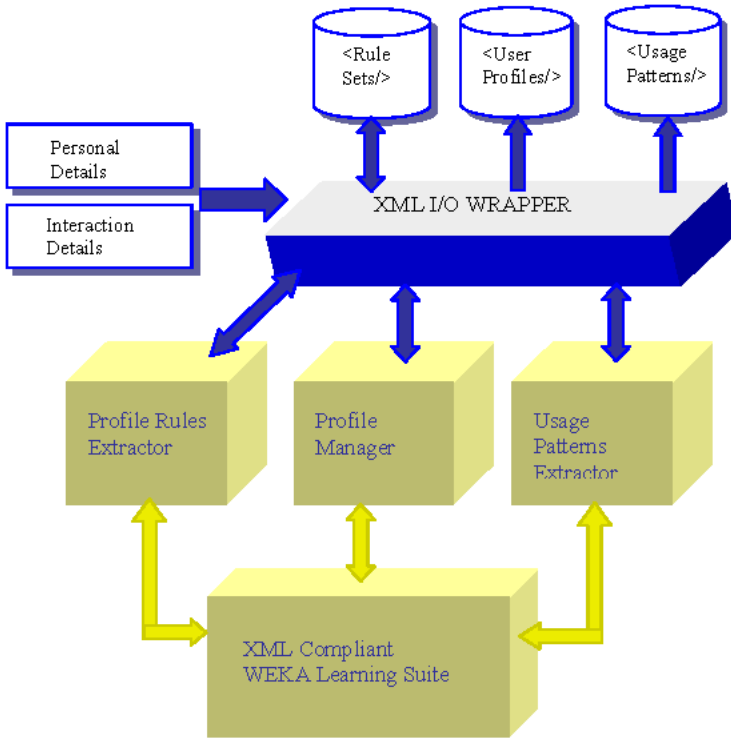 <Rule
Sets/>
<User
Profiles/>
<Usage
Patterns/>
Personal
Details
Interaction
Details
XML I/O WRAPPER
Profile Rules
Extractor
Profile
Manager
Usage
Patterns
Extractor
XML Compliant
WEKA Learning Suite